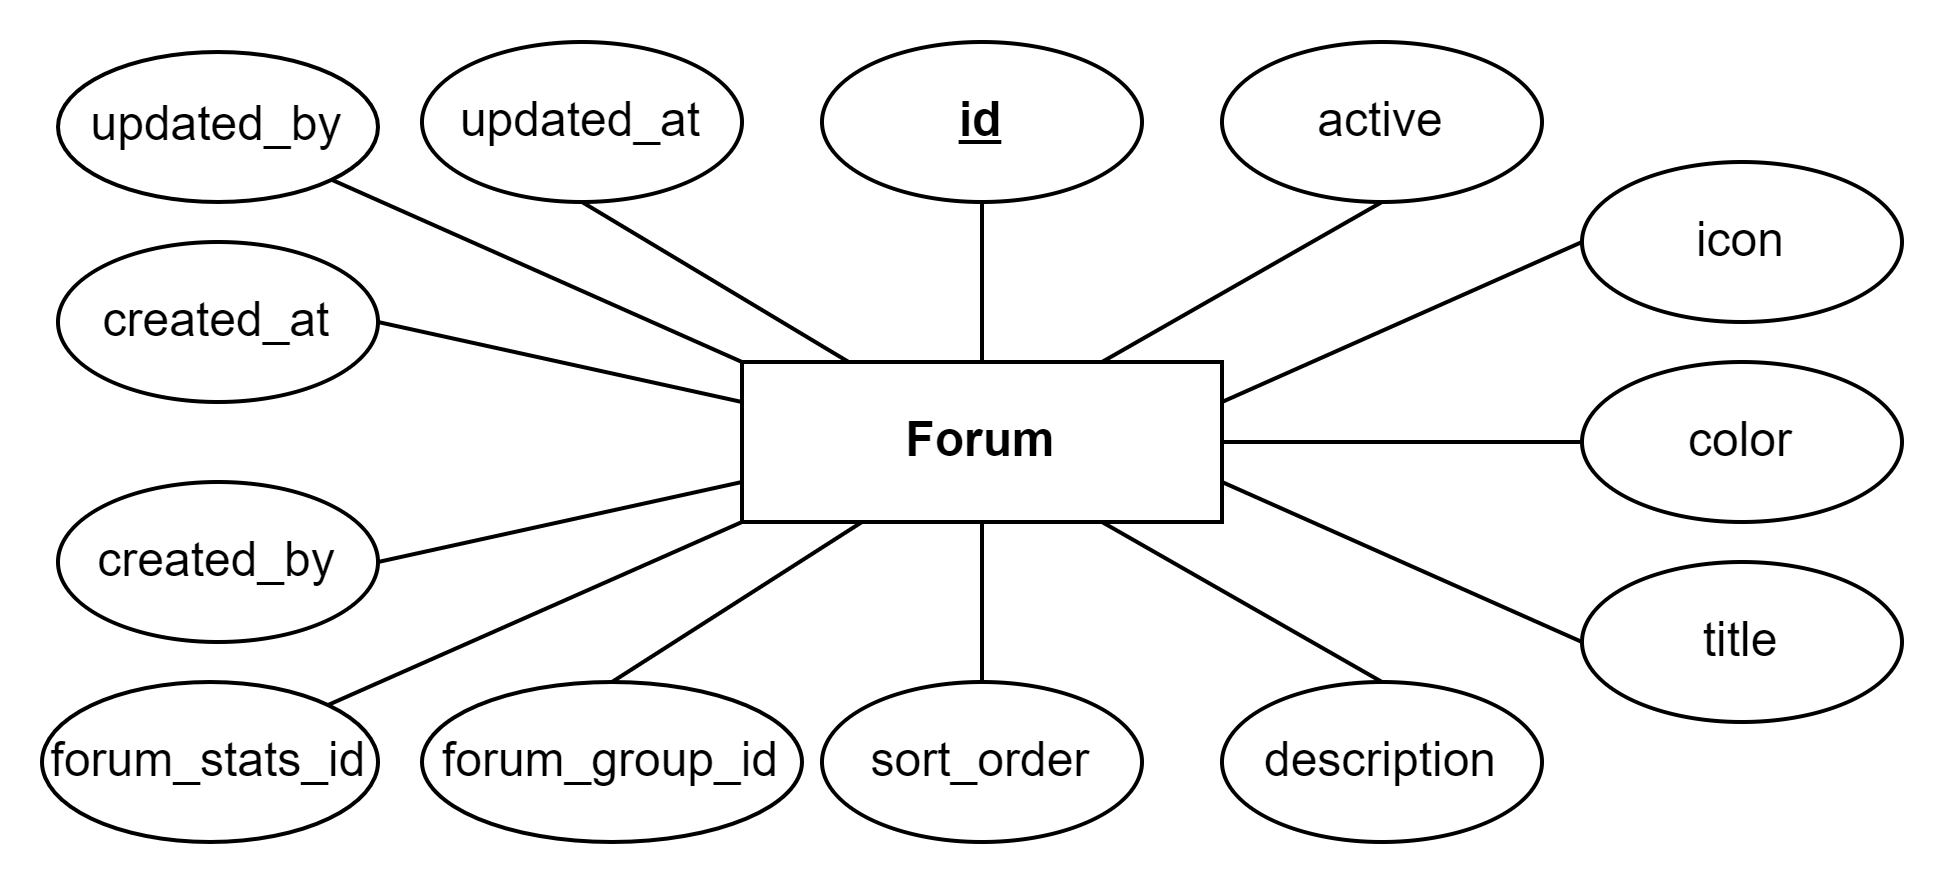 updated_by
updated_at
id
active
icon
created_at
Forum
color
created_by
title
forum_stats_id
forum_group_id
sort_order
description